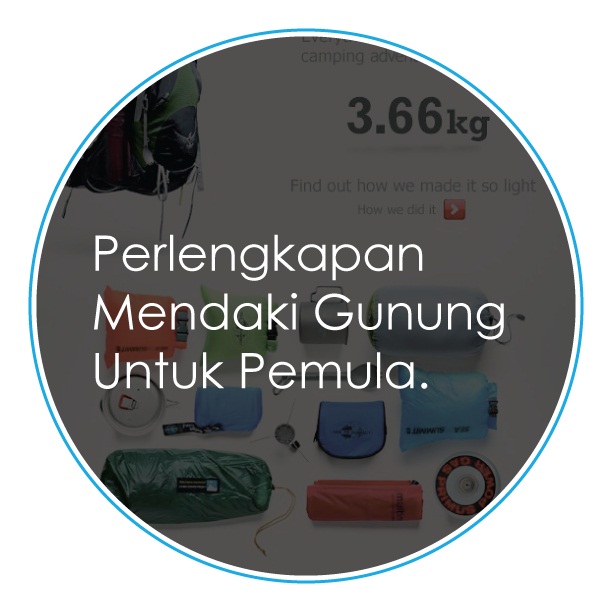 camping
3.66kg
Find out how we made it so light
How we did it
Perlengkapan
Mendaki Gunung
Untuk Pemula.